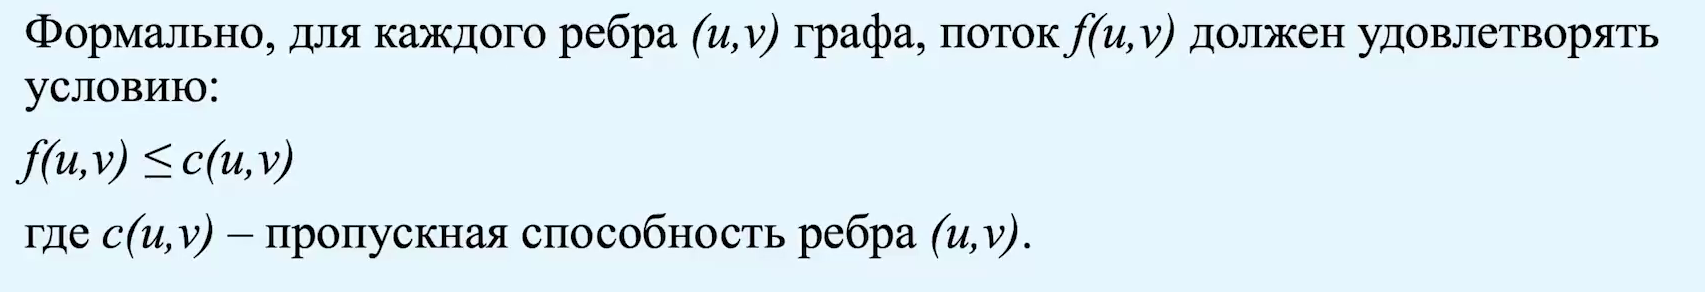 Формально, для каждого ребра (u,v) графа, поток f(u,v) должен удовлетворять
условию:
f(u,v) ≤ c(u,v)
где c(u,v) – пропускная способность ребра (u,v).